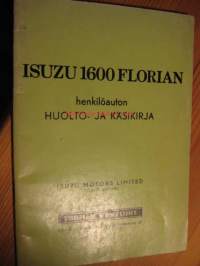 ISUZU 1600 FLORIAN
henkilöauton
HUOLTO- JA KÄSIKIRJA
ISUZU MOTORS LIMITED